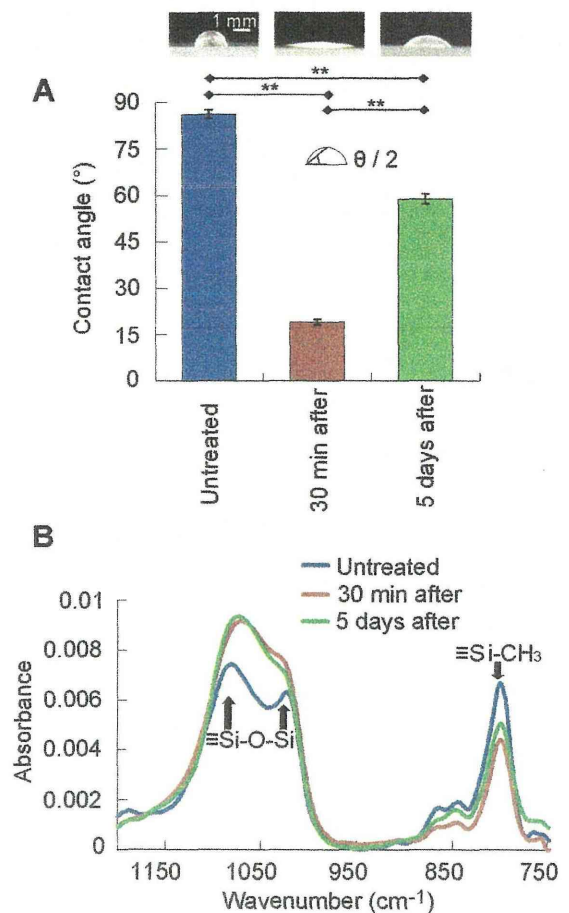 1 mm
A
**
**
**
90
75
60
45
30
15
0
Contact angle (°)
θ / 2
Untreated
30 min after
5 days after
B
Untreated
30 min after
5 days after
0.01
0.008
0.006
0.004
0.002
0
Absorbance
≡Si-CH₃
≡Si-O-Si
1150 1050 950 850 750
Wavenumber (cm⁻¹)